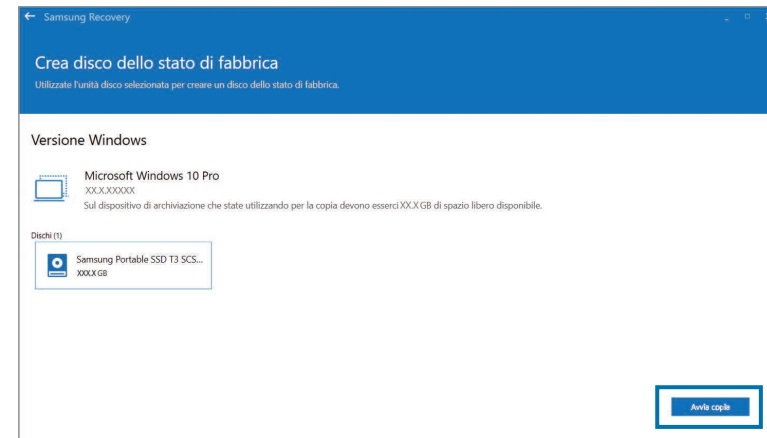 Samsung Recovery
Crea disco dello stato di fabbrica
Utilizzate l'unità disco selezionata per creare un disco dello stato di fabbrica.
Versione Windows
Microsoft Windows 10 Pro
XX.X.XXXXX
Sul dispositivo di archiviazione che state utilizzando per la copia devono esserci XX.X GB di spazio libero disponibile.
Dischi (1)
Samsung Portable SSD T3 SCS...
XXX.X GB
Avvia copia